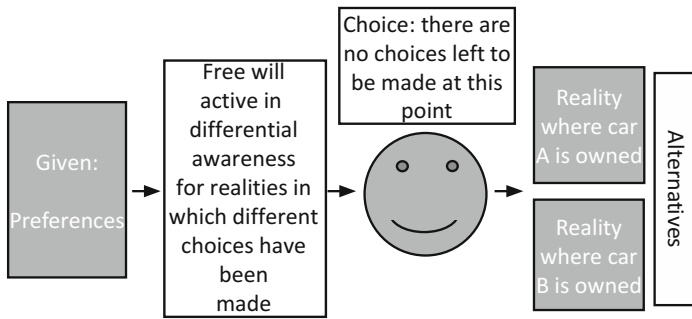 Given:
Preferences
Free will
active in
differential
awareness
for realities in
which different
choices have
been
made
Choice: there are
no choices left to
be made at this
point
Reality
where car
A is owned
Reality
where car
B is owned
Alternatives